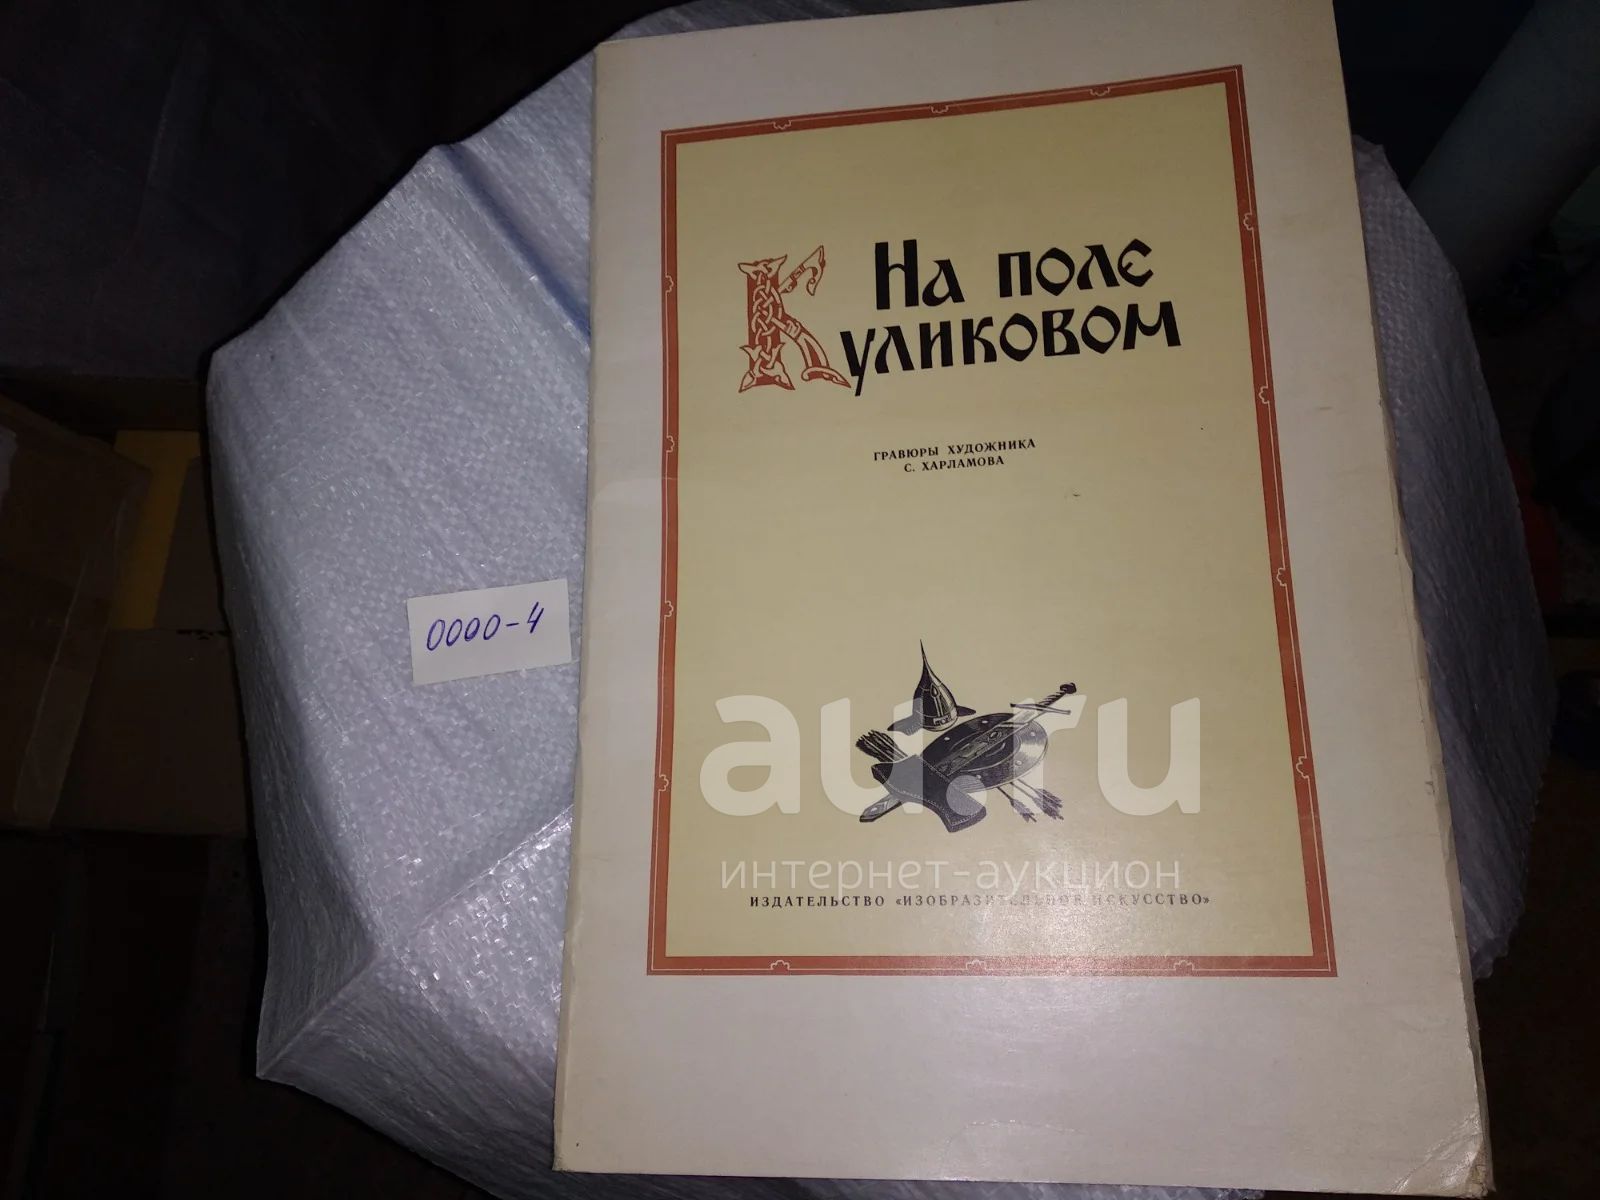 На поле
Куликовом
ГРАВЮРЫ ХУДОЖНИКА
С. ХАРЛАМОВА
0000-4
au.ru
интернет-аукцион
ИЗДАТЕЛЬСТВО «ИЗОБРАЗИТЕЛЬНОЕ ИСКУССТВО»